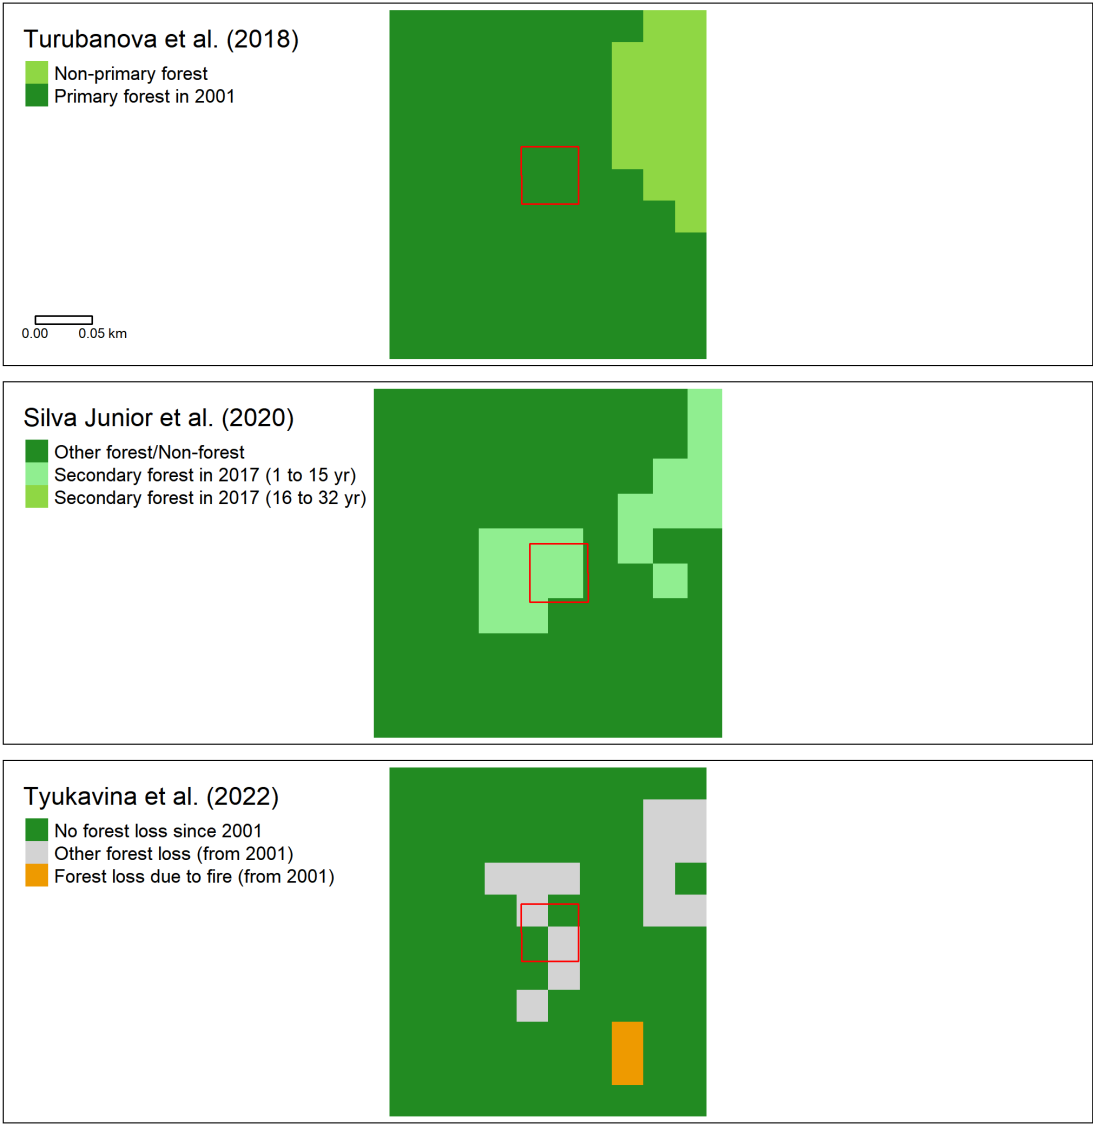 Turubanova et al. (2018)
Non-primary forest
Primary forest in 2001
0.00 0.05 km
Silva Junior et al. (2020)
Other forest/Non-forest
Secondary forest in 2017 (1 to 15 yr)
Secondary forest in 2017 (16 to 32 yr)
Tyukavina et al. (2022)
No forest loss since 2001
Other forest loss (from 2001)
Forest loss due to fire (from 2001)